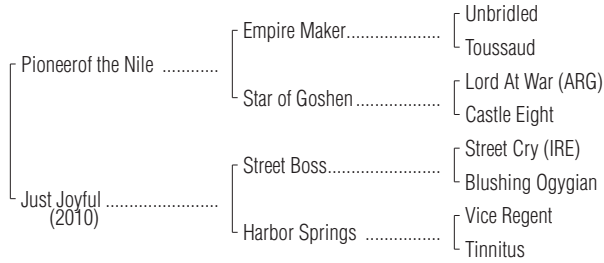 Unbridled
Empire Maker....................
Toussaud
Pioneerof the Nile ............
Lord At War (ARG)
Star of Goshen..................
Castle Eight
Street Cry (IRE)
Street Boss........................
Blushing Ogygian
Just Joyful ........................
(2010)
Vice Regent
Harbor Springs ................
Tinnitus